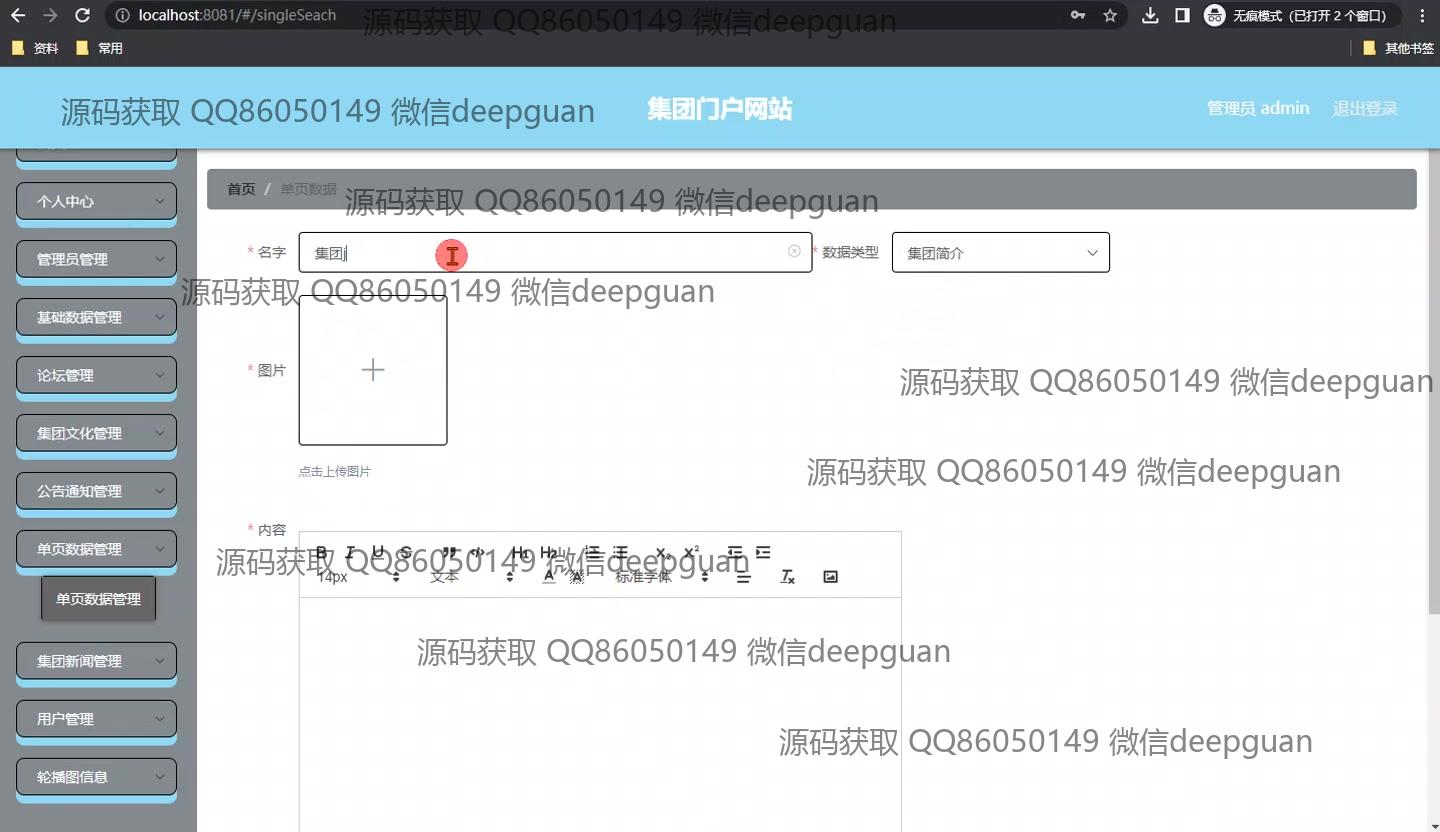 localhost:8081/#/singleSeach
源码获取 QQ86050149 微信deepguan
无痕模式（已打开 2 个窗口）
资料
常用
其他书签
源码获取 QQ86050149 微信deepguan
集团门户网站
管理员 admin
退出登录
个人中心
管理员管理
基础数据管理
论坛管理
集团文化管理
公告通知管理
单页数据管理
单页数据管理
集团新闻管理
用户管理
轮播图信息
首页 / 单页数据
源码获取 QQ86050149 微信deepguan
* 名字
集团j
* 数据类型
集团简介
源码获取 QQ86050149 微信deepguan
* 图片
源码获取 QQ86050149 微信deepguan
点击上传图片
源码获取 QQ86050149 微信deepguan
* 内容
B I U S H1 H2 X2 X2
源码获取 QQ86050149 微信deepguan
14px 文本 A A 标准字体 Tx
源码获取 QQ86050149 微信deepguan
源码获取 QQ86050149 微信deepguan